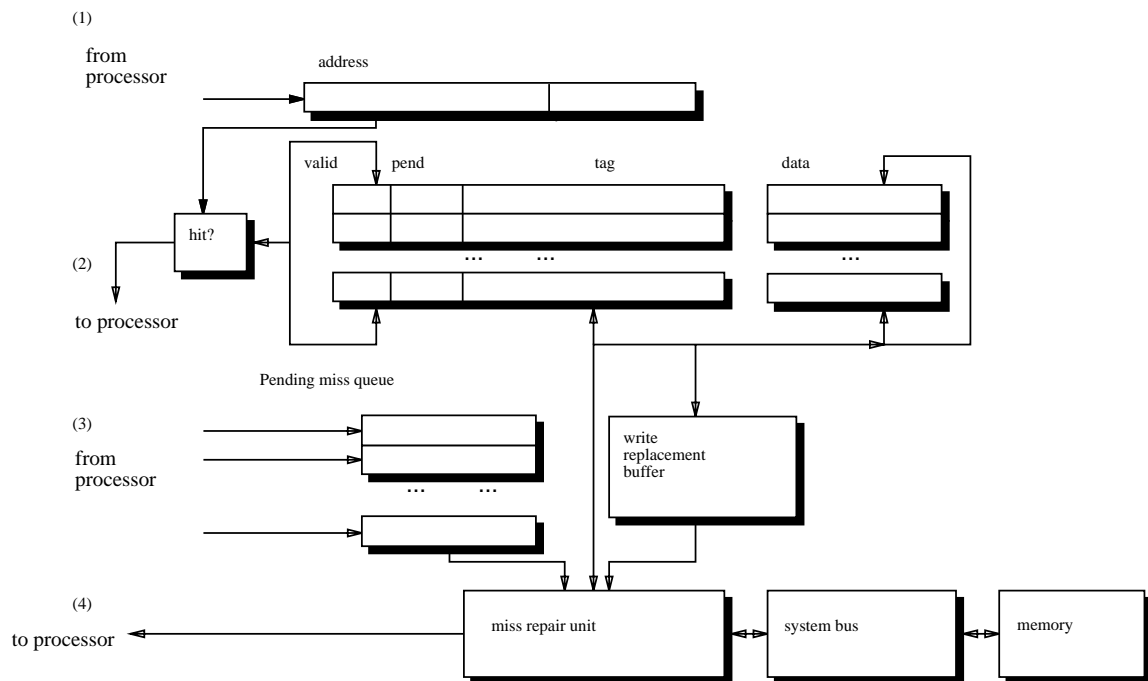 (1)
from
processor
address
valid
pend
tag
data
hit?
...
...
...
(2)
to processor
Pending miss queue
(3)
from
processor
...
...
write
replacement
buffer
(4)
to processor
miss repair unit
system bus
memory